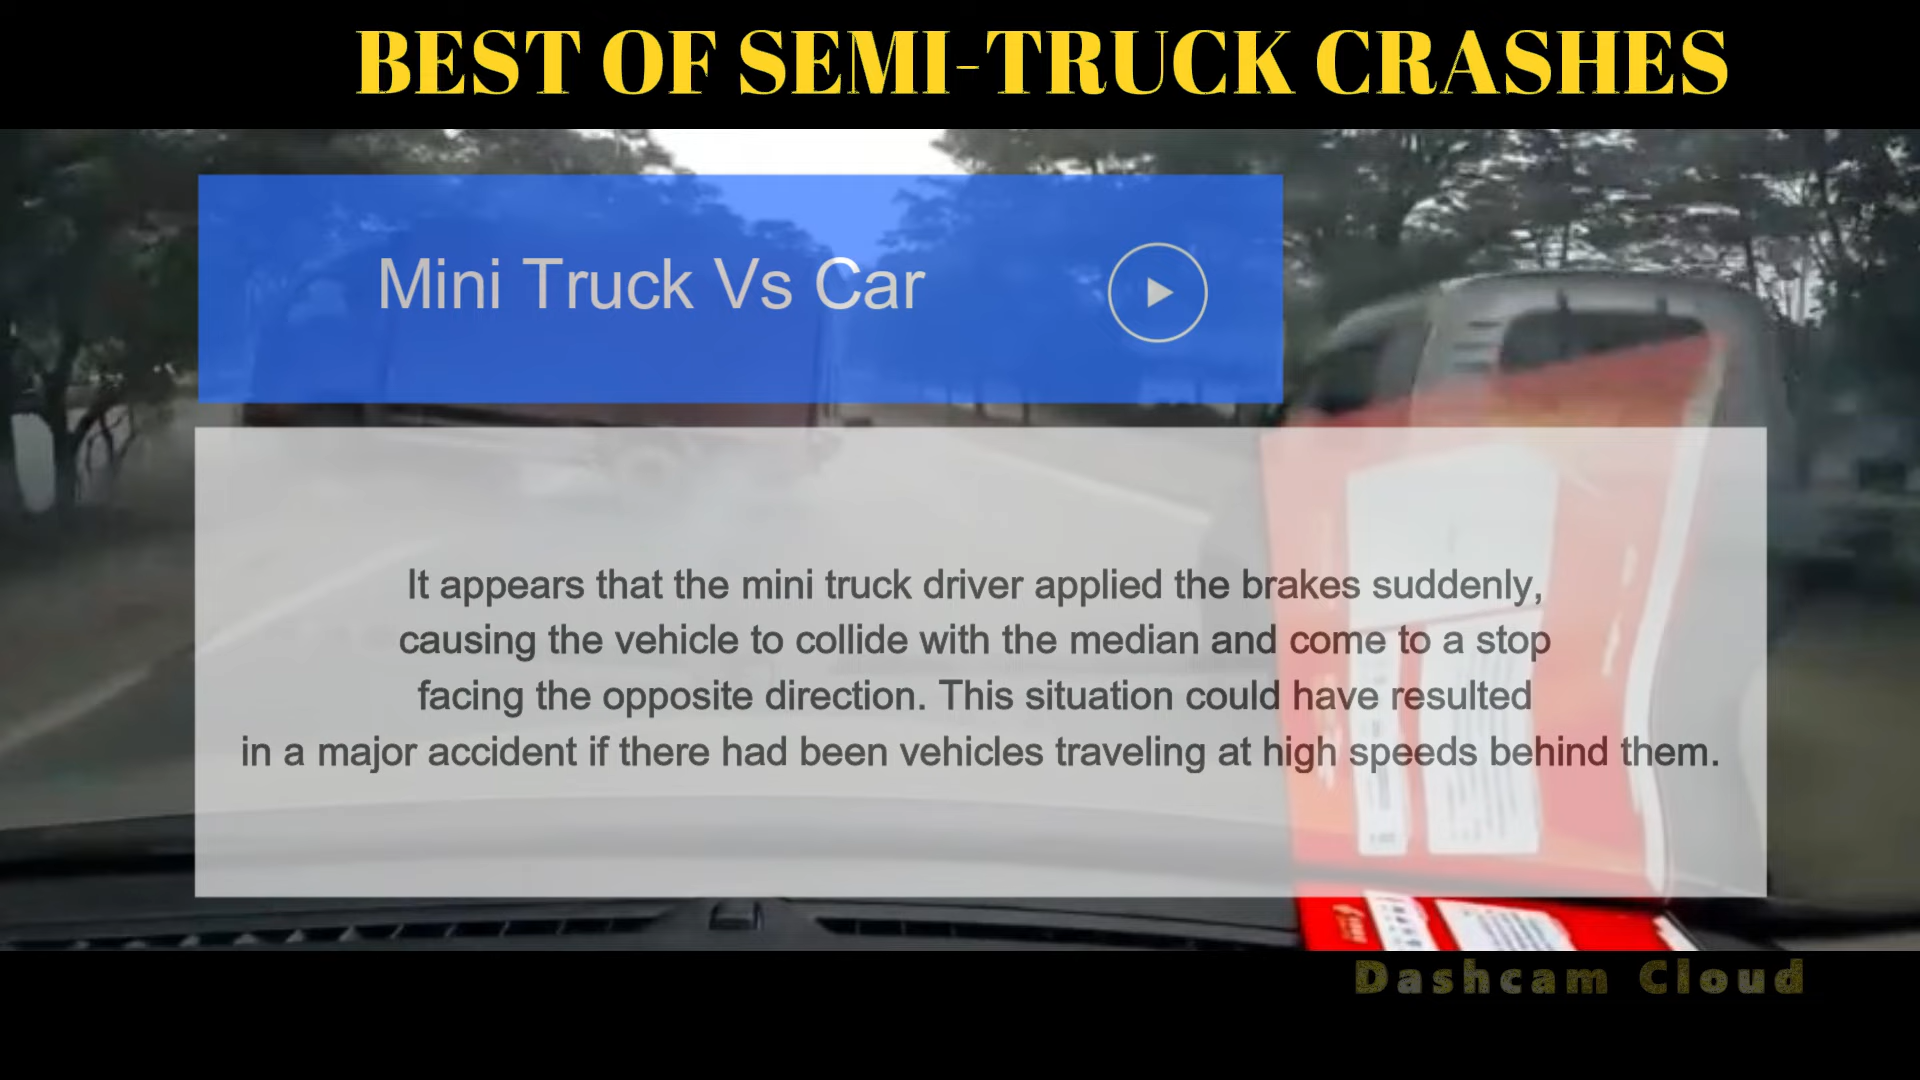 BEST OF SEMI-TRUCK CRASHES
Mini Truck Vs Car
It appears that the mini truck driver applied the brakes suddenly,
causing the vehicle to collide with the median and come to a stop
facing the opposite direction. This situation could have resulted
in a major accident if there had been vehicles traveling at high speeds behind them.
Dashcam Cloud